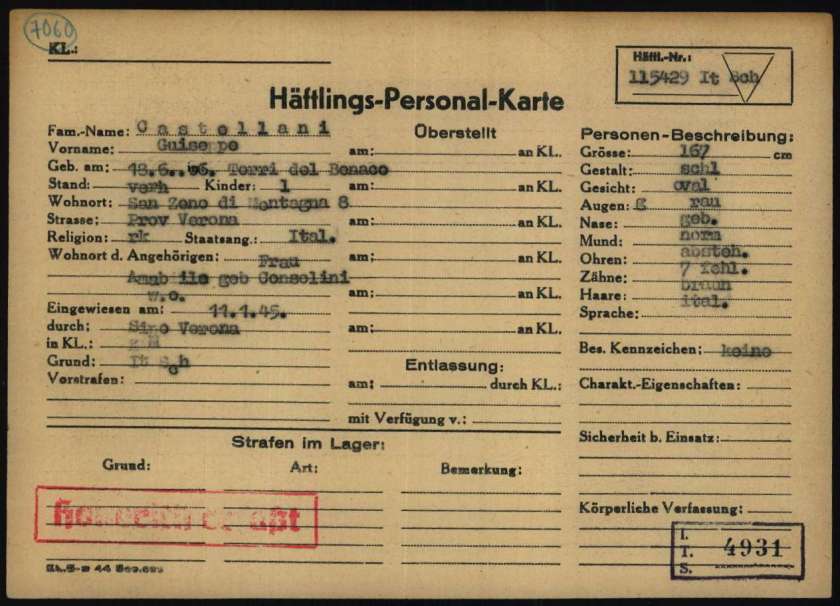 7060
KL.:
Häftl.-Nr.:
115429 It Sch
Häftlings-Personal-Karte
Fam.-Name: Castellani
Vorname: Guiseppe
Geb. am: 18.6. 96. Torri del Benaco
Stand: verh Kinder: 1
Wohnort: San Zeno di Montagna 8
Strasse: Prov Verona
Religion: rk Staatsang.: Ital.
Wohnort d. Angehörigen: Frau
Amabile geb Consolini
w.o.
Eingewiesen am: 11.1.45.
durch: Sipo Verona
in KL.:
Grund: It Sch
Vorstrafen:
Überstellt
am: an KL.
am: an KL.
am: an KL.
am: an KL.
am: an KL.
am: an KL.
Entlassung:
am: durch KL.:
mit Verfügung v.:
Personen-Beschreibung:
Grösse: 167 cm
Gestalt: schl
Gesicht: oval
Augen: grau
Nase: geb.
Mund: norm
Ohren: absteh.
Zähne: 7 fehl.
Haare: braun
Sprache: ital.
Bes. Kennzeichen: keine
Charakt.-Eigenschaften:
Sicherheit b. Einsatz:
Körperliche Verfassung:
Strafen im Lager:
Grund: Art: Bemerkung:
I.
T. 4931
S.